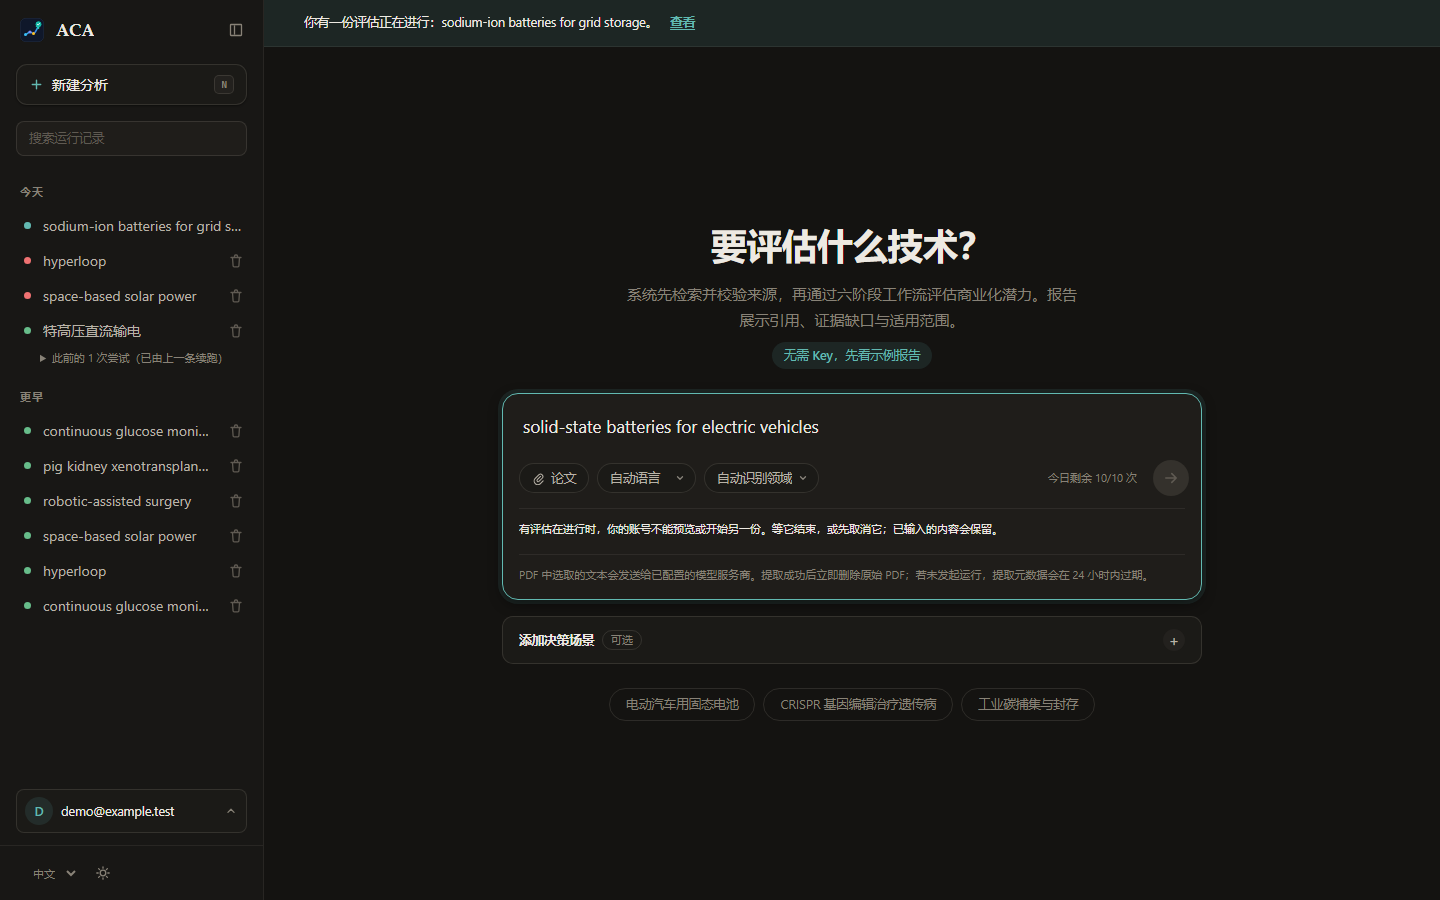 ACA
新建分析
N
搜索运行记录
今天
sodium-ion batteries for grid s...
hyperloop
space-based solar power
特高压直流输电
此前的 1 次尝试（已由上一条续跑）
更早
continuous glucose moni...
pig kidney xenotransplan...
robotic-assisted surgery
space-based solar power
hyperloop
continuous glucose moni...
D
demo@example.test
中文
你有一份评估正在进行：sodium-ion batteries for grid storage。 查看
要评估什么技术？
系统先检索并校验来源，再通过六阶段工作流评估商业化潜力。报告
展示引用、证据缺口与适用范围。
无需 Key，先看示例报告
solid-state batteries for electric vehicles
论文 自动语言 自动识别领域 今日剩余 10/10 次
有评估在进行时，你的账号不能预览或开始另一份。等它结束，或先取消它；已输入的内容会保留。
PDF 中选取的文本会发送给已配置的模型服务商。提取成功后立即删除原始 PDF；若未发起运行，提取元数据会在 24 小时内过期。
添加决策场景 可选
电动汽车用固态电池 CRISPR 基因编辑治疗遗传病 工业碳捕集与封存